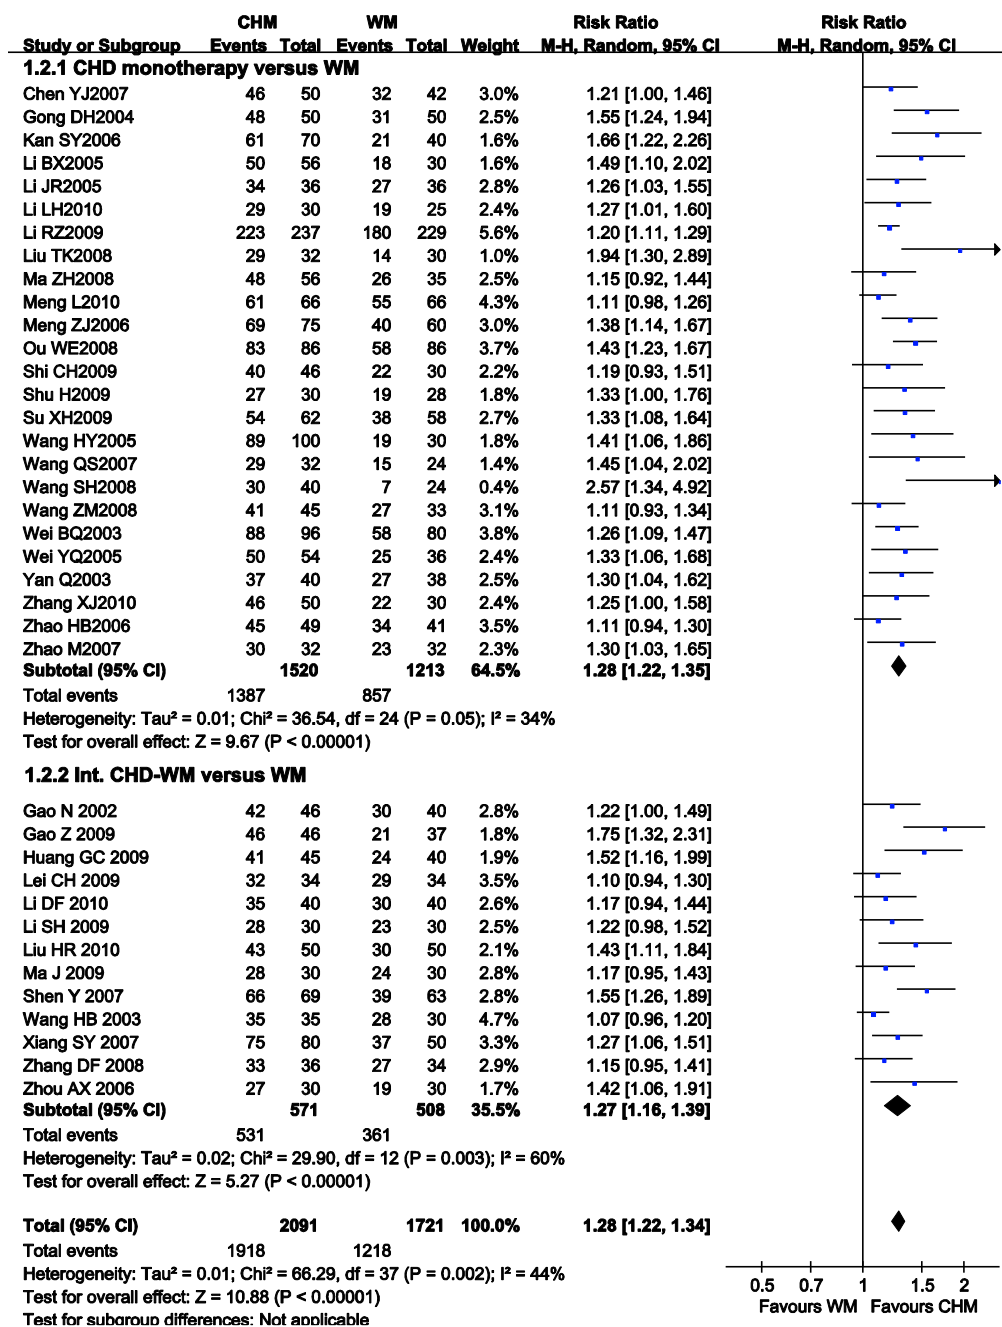 CHM WM Risk Ratio Risk Ratio
Study or Subgroup Events Total Events Total Weight M-H, Random, 95% CI M-H, Random, 95% CI
1.2.1 CHD monotherapy versus WM
Chen YJ2007 46 50 32 42 3.0% 1.21 [1.00, 1.46]
Gong DH2004 48 50 31 50 2.5% 1.55 [1.24, 1.94]
Kan SY2006 61 70 21 40 1.6% 1.66 [1.22, 2.26]
Li BX2005 50 56 18 30 1.6% 1.49 [1.10, 2.02]
Li JR2005 34 36 27 36 2.8% 1.26 [1.03, 1.55]
Li LH2010 29 30 19 25 2.4% 1.27 [1.01, 1.60]
Li RZ2009 223 237 180 229 5.6% 1.20 [1.11, 1.29]
Liu TK2008 29 32 14 30 1.0% 1.94 [1.30, 2.89]
Ma ZH2008 48 56 26 35 2.5% 1.15 [0.92, 1.44]
Meng L2010 61 66 55 66 4.3% 1.11 [0.98, 1.26]
Meng ZJ2006 69 75 40 60 3.0% 1.38 [1.14, 1.67]
Ou WE2008 83 86 58 86 3.7% 1.43 [1.23, 1.67]
Shi CH2009 40 46 22 30 2.2% 1.19 [0.93, 1.51]
Shu H2009 27 30 19 28 1.8% 1.33 [1.00, 1.76]
Su XH2009 54 62 38 58 2.7% 1.33 [1.08, 1.64]
Wang HY2005 89 100 19 30 1.8% 1.41 [1.06, 1.86]
Wang QS2007 29 32 15 24 1.4% 1.45 [1.04, 2.02]
Wang SH2008 30 40 7 24 0.4% 2.57 [1.34, 4.92]
Wang ZM2008 41 45 27 33 3.1% 1.11 [0.93, 1.34]
Wei BQ2003 88 96 58 80 3.8% 1.26 [1.09, 1.47]
Wei YQ2005 50 54 25 36 2.4% 1.33 [1.06, 1.68]
Yan Q2003 37 40 27 38 2.5% 1.30 [1.04, 1.62]
Zhang XJ2010 46 50 22 30 2.4% 1.25 [1.00, 1.58]
Zhao HB2006 45 49 34 41 3.5% 1.11 [0.94, 1.30]
Zhao M2007 30 32 23 32 2.3% 1.30 [1.03, 1.65]
Subtotal (95% CI) 1520 1213 64.5% 1.28 [1.22, 1.35]
Total events 1387 857
Heterogeneity: Tau² = 0.01; Chi² = 36.54, df = 24 (P = 0.05); I² = 34%
Test for overall effect: Z = 9.67 (P < 0.00001)
1.2.2 Int. CHD-WM versus WM
Gao N 2002 42 46 30 40 2.8% 1.22 [1.00, 1.49]
Gao Z 2009 46 46 21 37 1.8% 1.75 [1.32, 2.31]
Huang GC 2009 41 45 24 40 1.9% 1.52 [1.16, 1.99]
Lei CH 2009 32 34 29 34 3.5% 1.10 [0.94, 1.30]
Li DF 2010 35 40 30 40 2.6% 1.17 [0.94, 1.44]
Li SH 2009 28 30 23 30 2.5% 1.22 [0.98, 1.52]
Liu HR 2010 43 50 30 50 2.1% 1.43 [1.11, 1.84]
Ma J 2009 28 30 24 30 2.8% 1.17 [0.95, 1.43]
Shen Y 2007 66 69 39 63 2.8% 1.55 [1.26, 1.89]
Wang HB 2003 35 35 28 30 4.7% 1.07 [0.96, 1.20]
Xiang SY 2007 75 80 37 50 3.3% 1.27 [1.06, 1.51]
Zhang DF 2008 33 36 27 34 2.9% 1.15 [0.95, 1.41]
Zhou AX 2006 27 30 19 30 1.7% 1.42 [1.06, 1.91]
Subtotal (95% CI) 571 508 35.5% 1.27 [1.16, 1.39]
Total events 531 361
Heterogeneity: Tau² = 0.02; Chi² = 29.90, df = 12 (P = 0.003); I² = 60%
Test for overall effect: Z = 5.27 (P < 0.00001)
Total (95% CI) 2091 1721 100.0% 1.28 [1.22, 1.34]
Total events 1918 1218
Heterogeneity: Tau² = 0.01; Chi² = 66.29, df = 37 (P = 0.002); I² = 44%
Test for overall effect: Z = 10.88 (P < 0.00001)
Test for subgroup differences: Not applicable
0.5 0.7 1 1.5 2
Favours WM Favours CHM